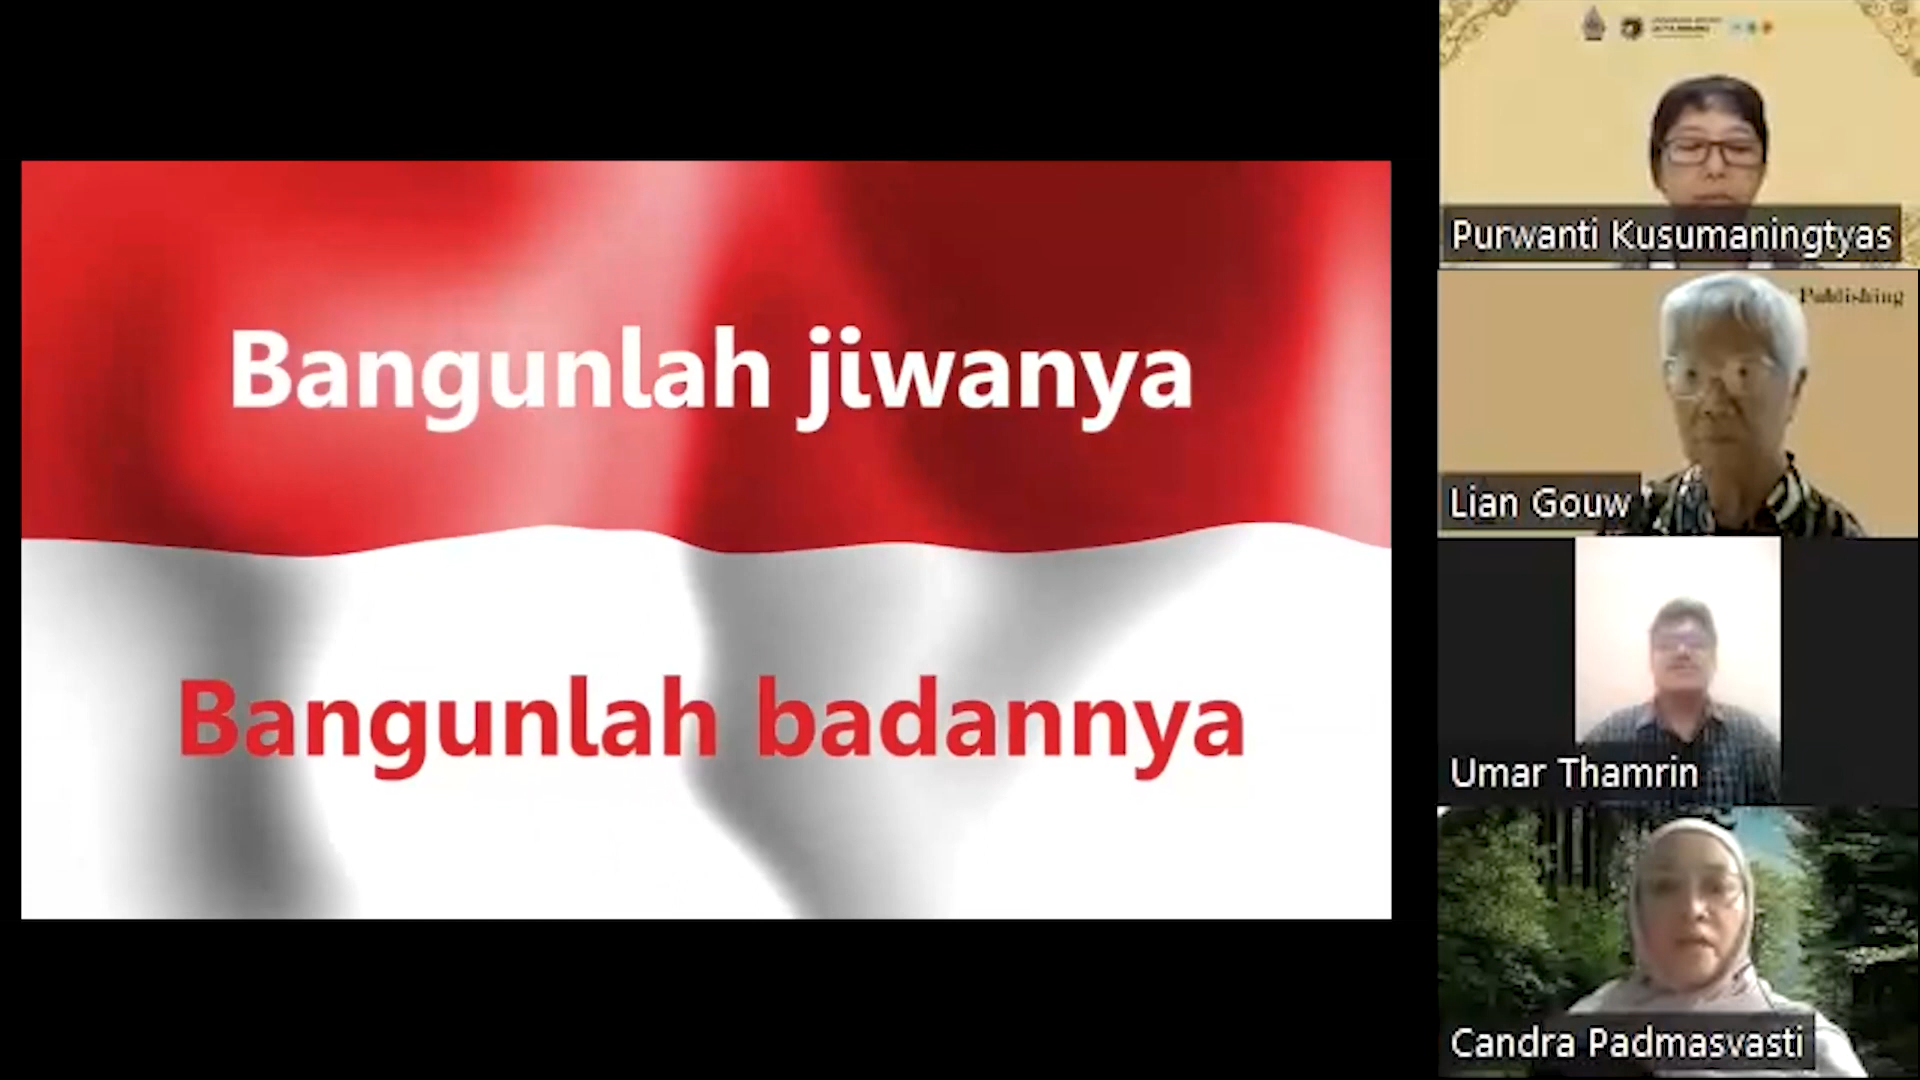 Bangunlah jiwanya
Bangunlah badannya
Purwanti Kusumaningtyas
Publishing
Lian Gouw
Umar Thamrin
Candra Padmasvasti